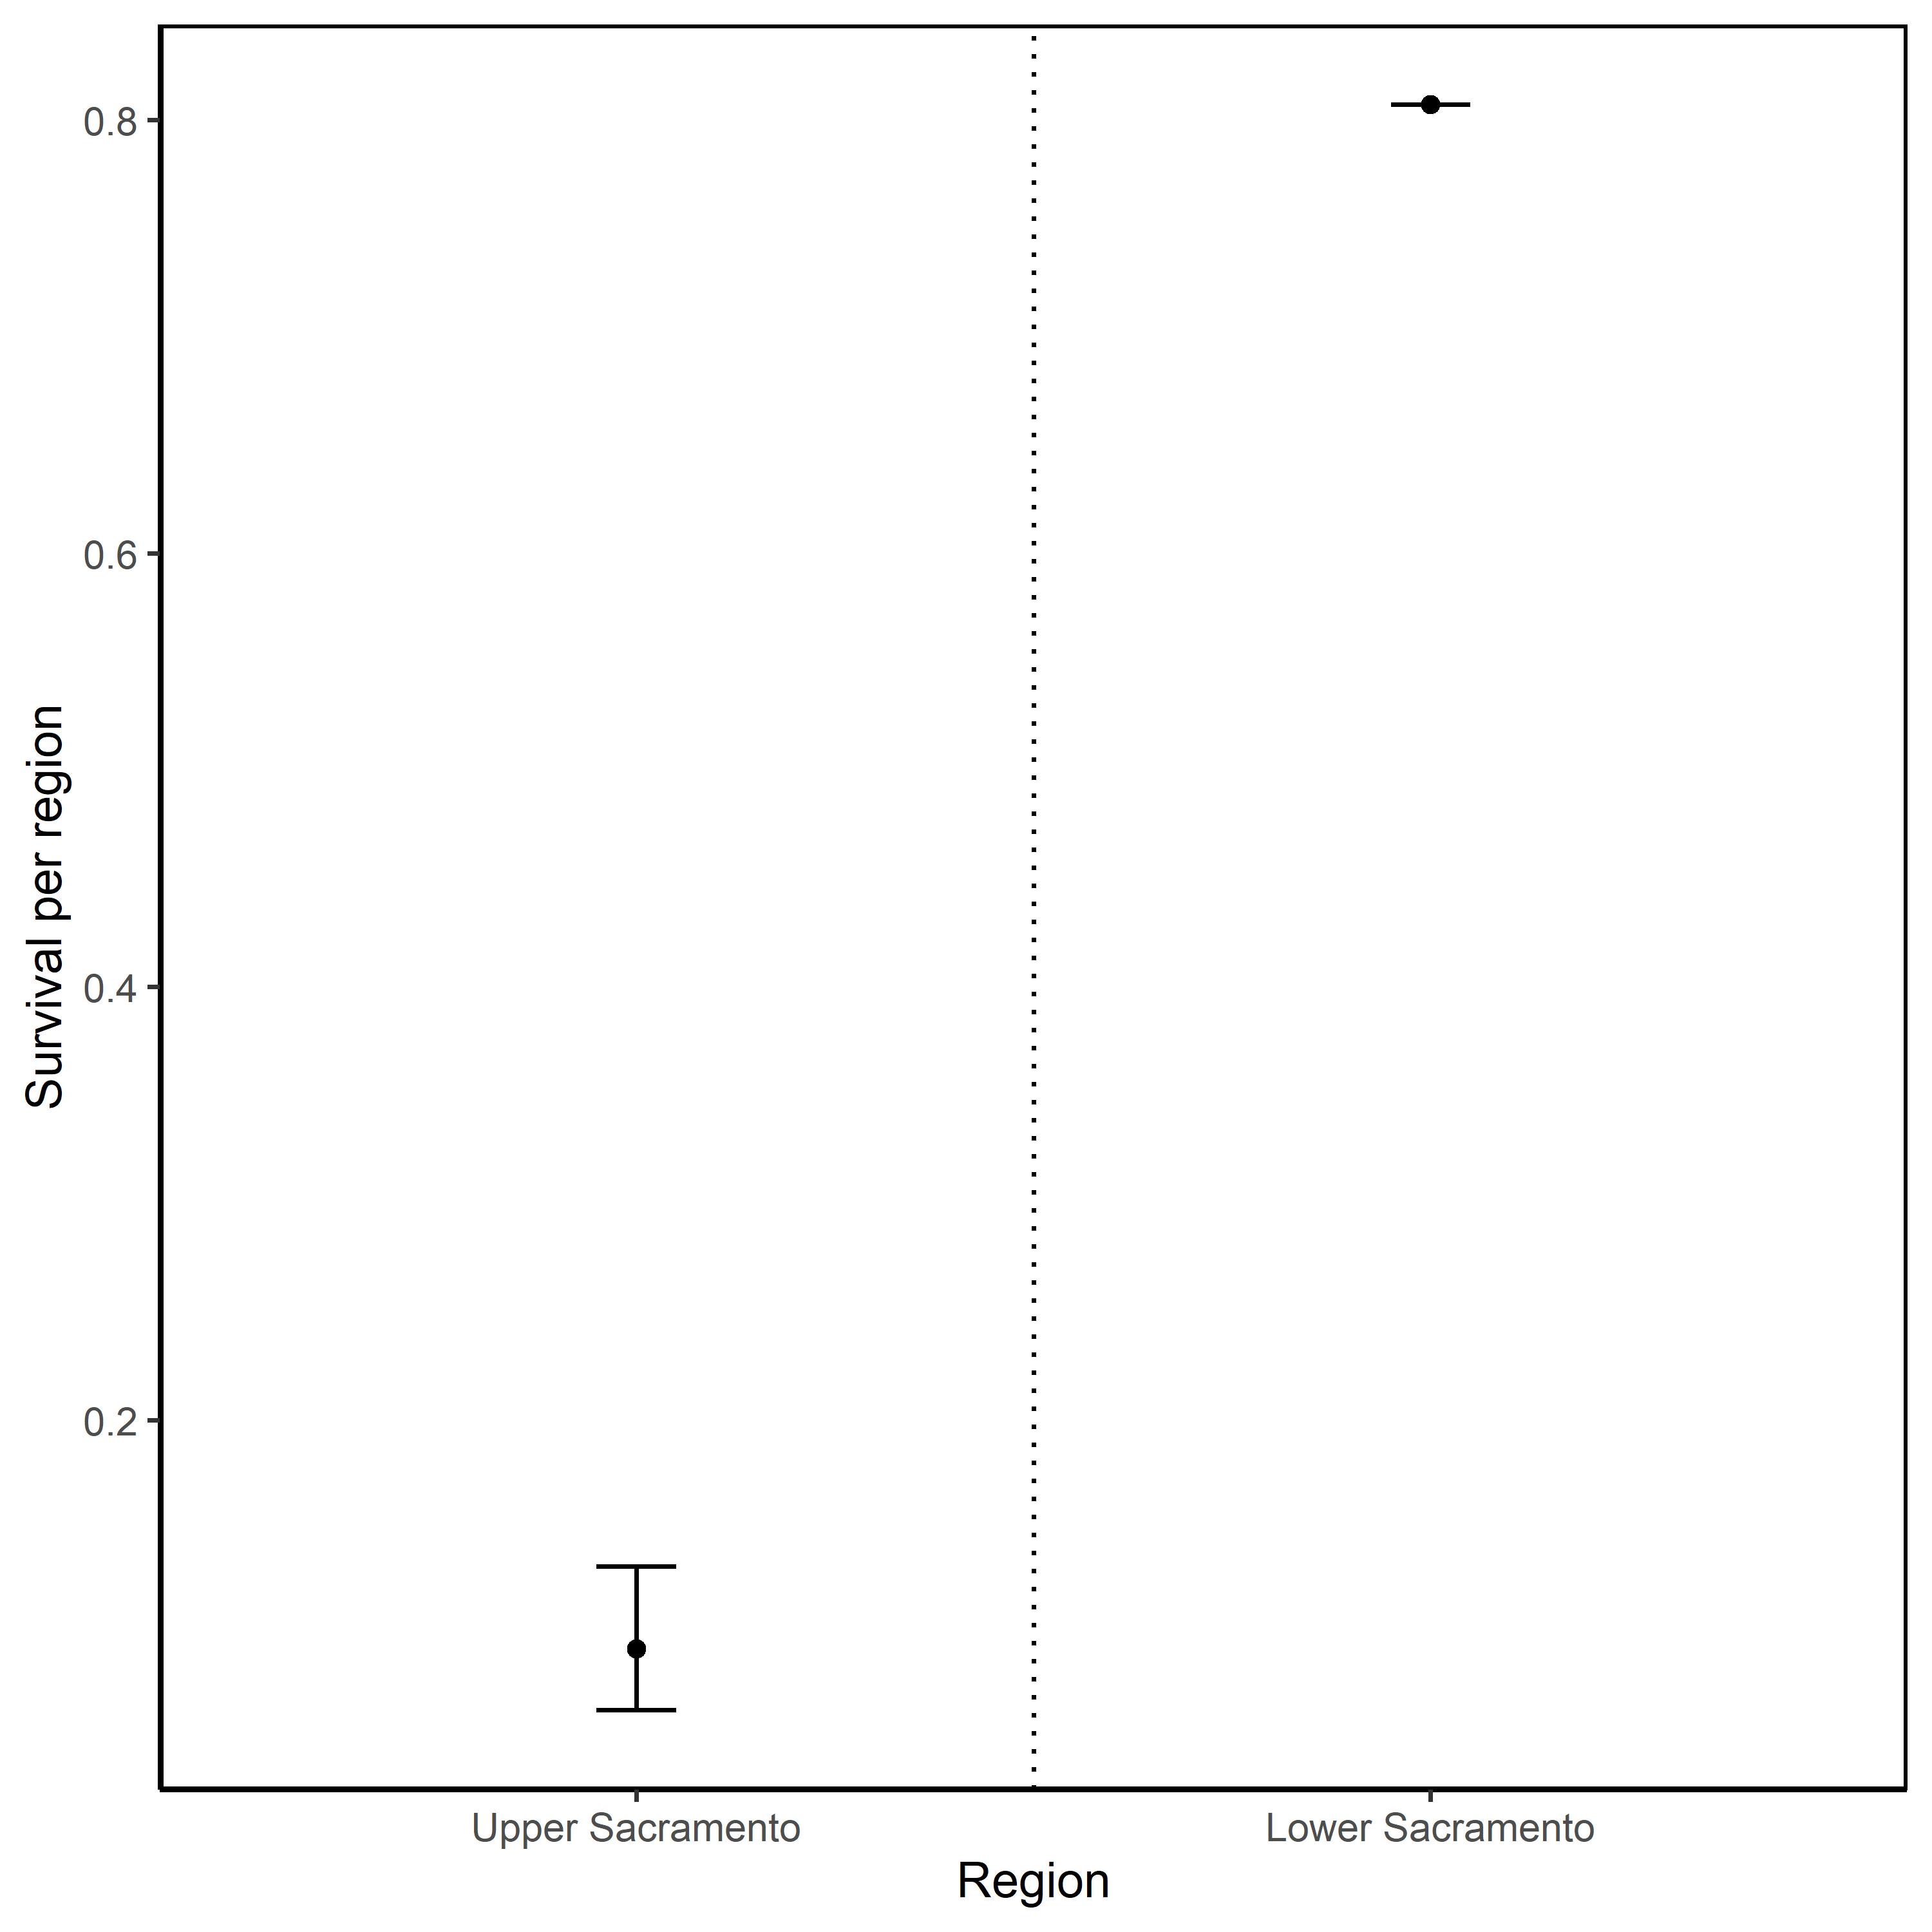 Survival per region
0.8
0.6
0.4
0.2
Upper Sacramento
Lower Sacramento
Region